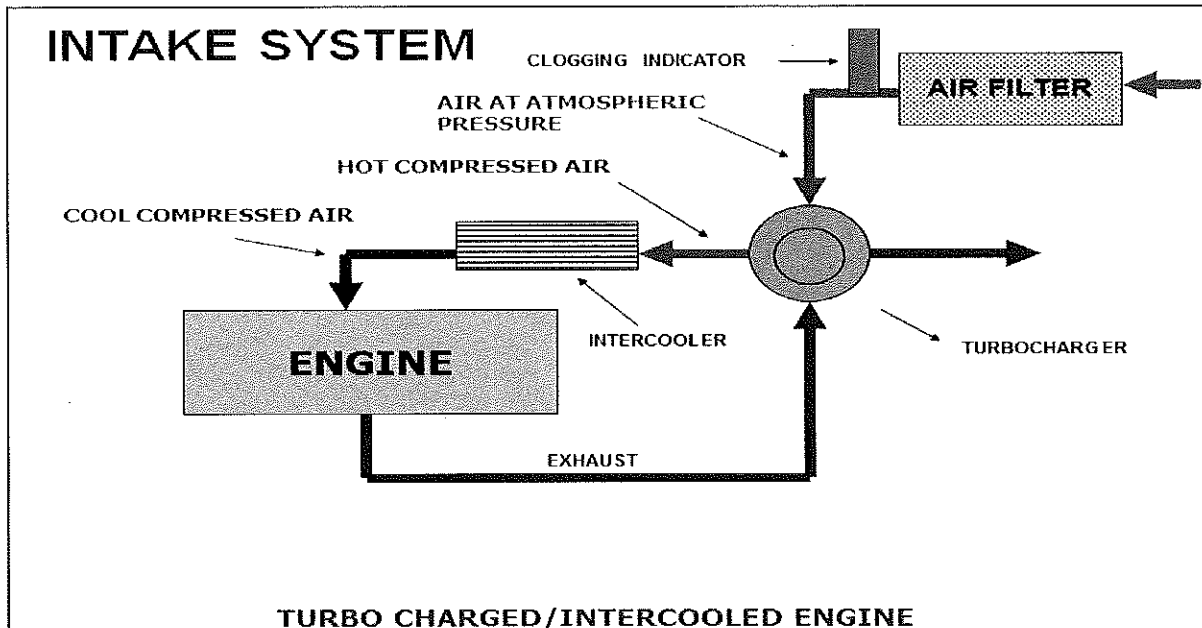 INTAKE SYSTEM
CLOGGING INDICATOR
AIR FILTER
AIR AT ATMOSPHERIC
PRESSURE
HOT COMPRESSED AIR
COOL COMPRESSED AIR
INTERCOOLER
TURBOCHARGER
ENGINE
EXHAUST
TURBO CHARGED/INTERCOOLED ENGINE